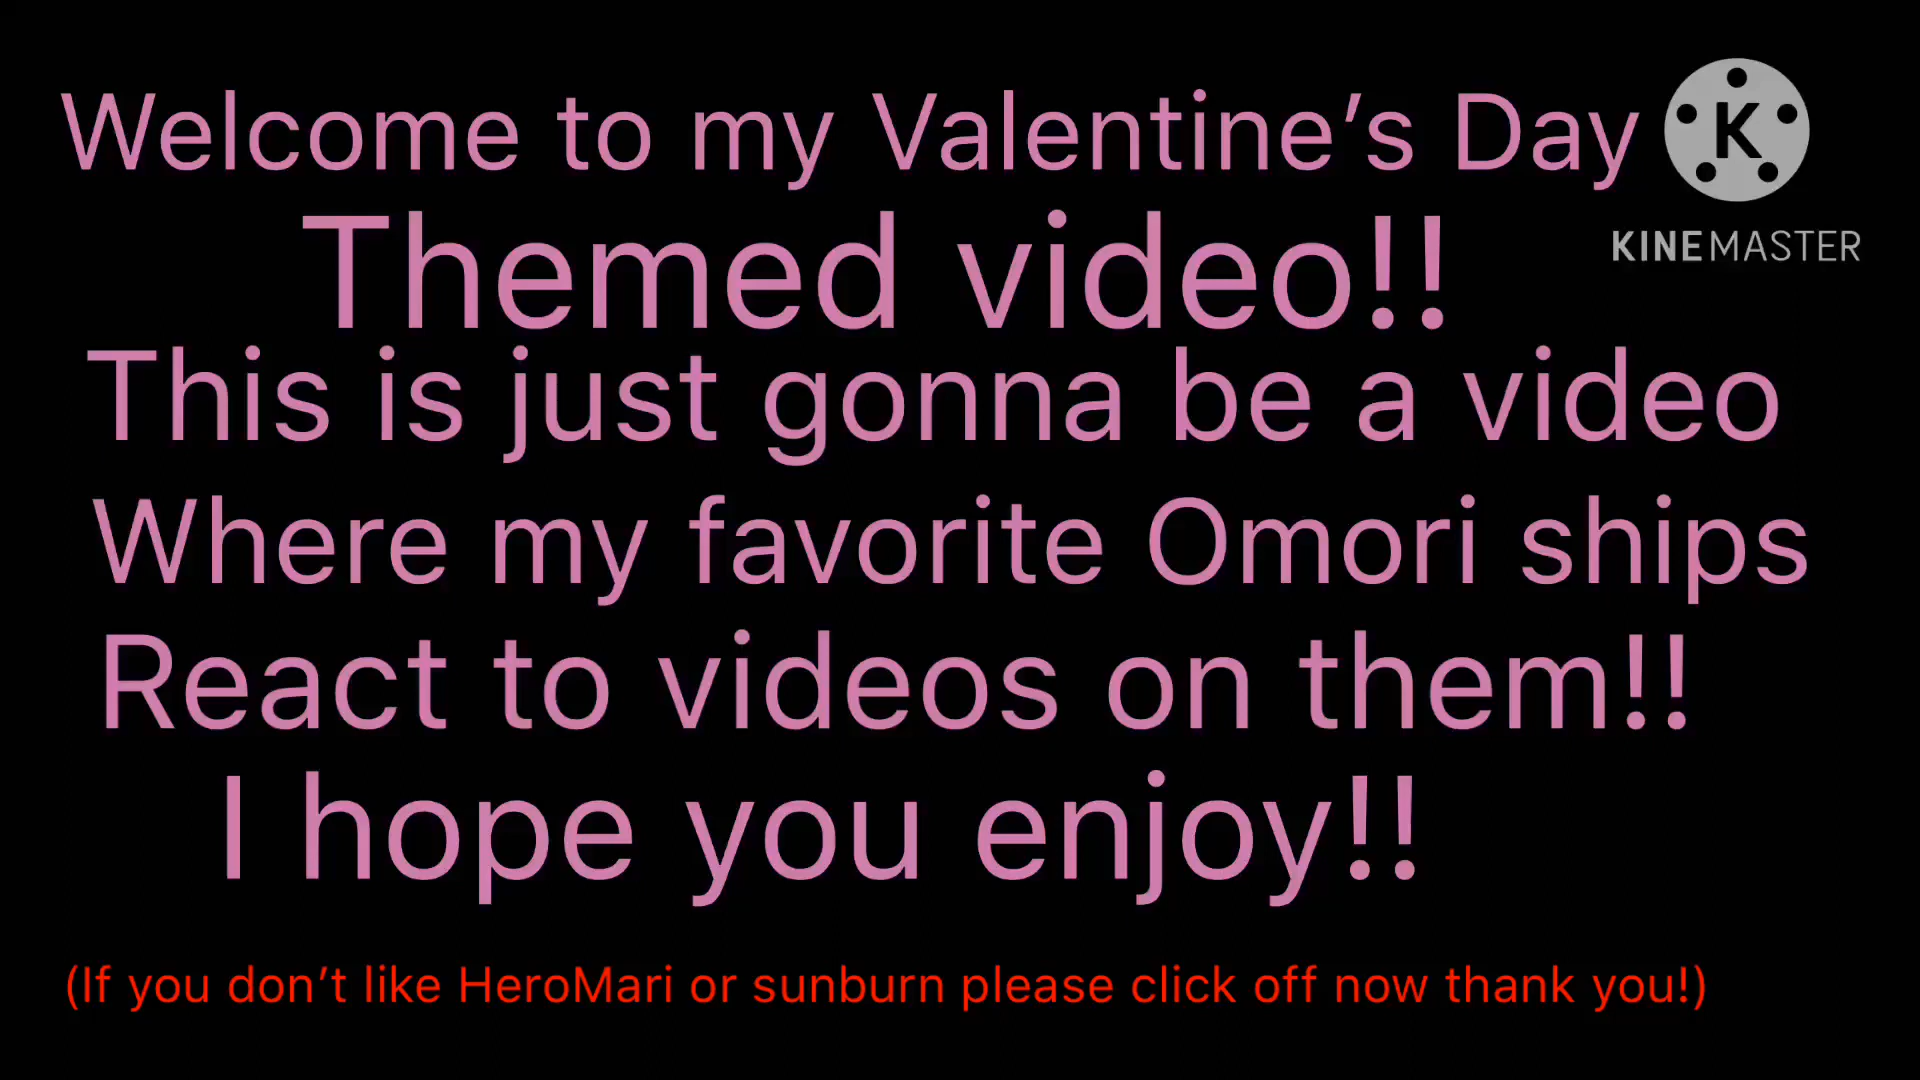 Welcome to my Valentine’s Day
Themed video!!
This is just gonna be a video
Where my favorite Omori ships
React to videos on them!!
I hope you enjoy!!
(If you don’t like HeroMari or sunburn please click off now thank you!)
K
KINEMASTER